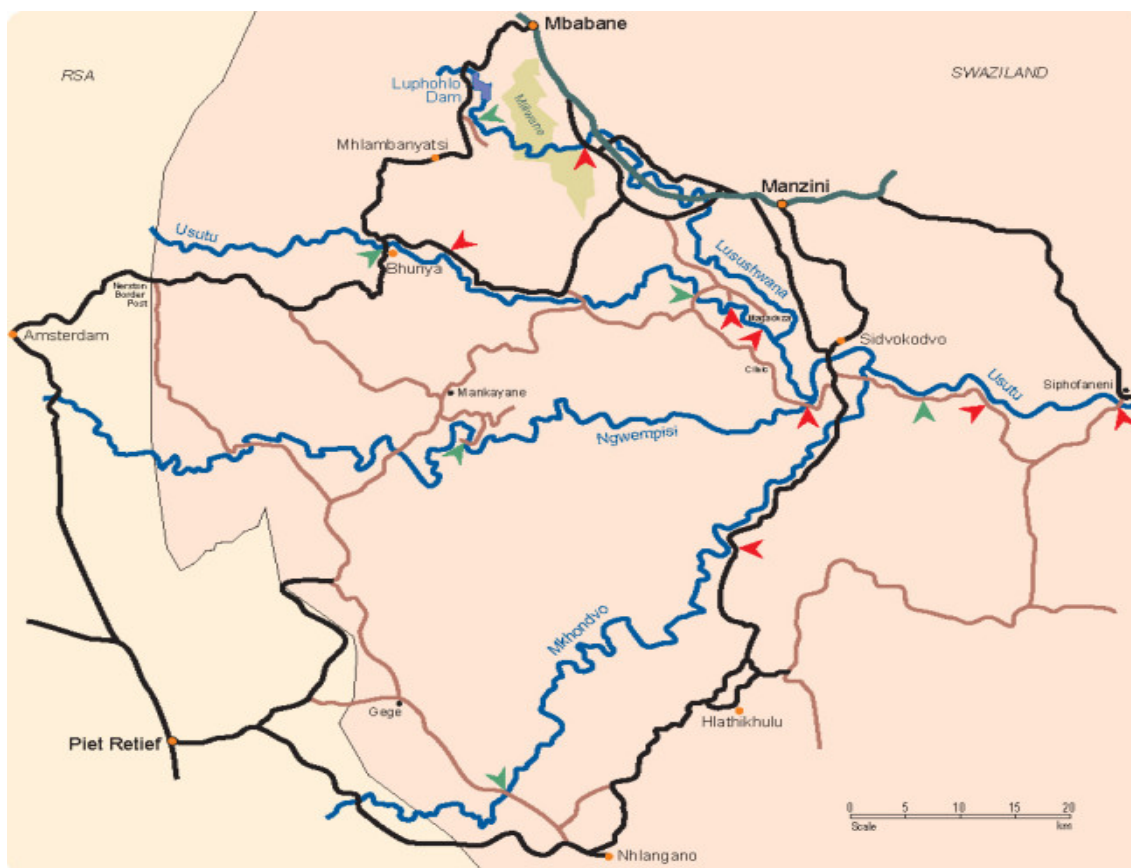 Mbabane
RSA
SWAZILAND
Luphohlo
Dam
Mlilwane
Mhlambanyatsi
Manzini
Usutu
Bhunya
Lusushwana
Nerston
Border
Post
Amsterdam
Sidvokodvo
Clinic
Usutu
Siphofaneni
Mankayane
Ngwempisi
Mkhondvo
Gege
Hlathikhulu
Piet Retief
0 5 10 15 20
Scale
km
Nhlangano